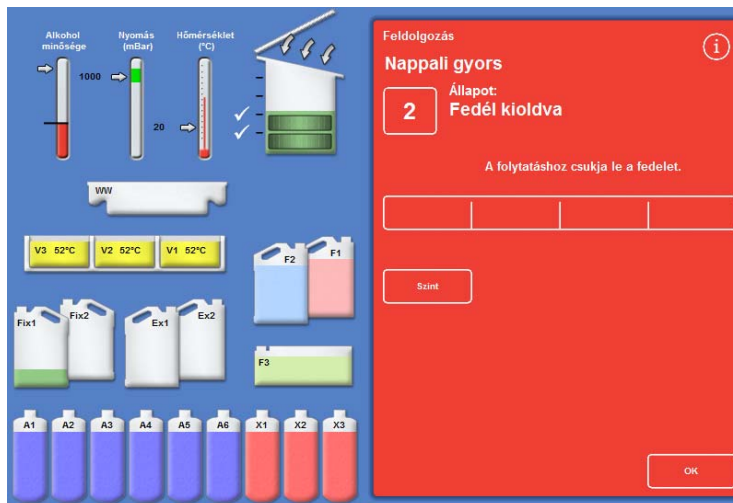 Alkohol
minősége
Nyomás
(mBar)
Hőmérséklet
(°C)
1000
20
WW
V3 52°C
V2 52°C
V1 52°C
F2
F1
Fix1
Fix2
Ex1
Ex2
F3
A1
A2
A3
A4
A5
A6
X1
X2
X3
Feldolgozás
i
Nappali gyors
2
Állapot:
Fedél kioldva
A folytatáshoz csukja le a fedelet.
Szint
OK